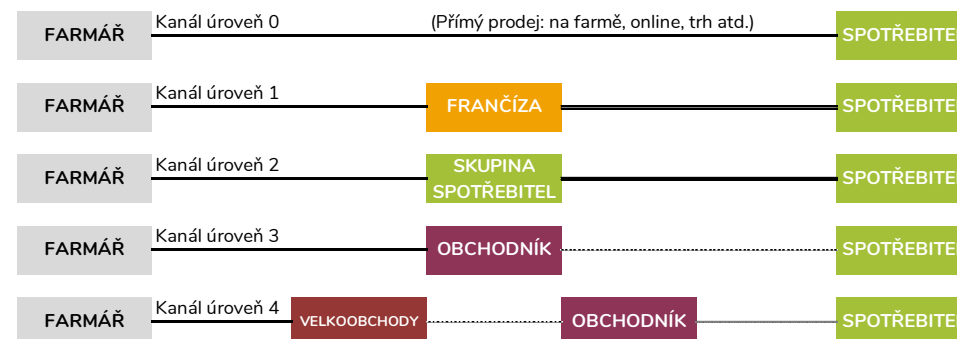 FARMÁŘ Kanál úroveň 0 (Přímý prodej: na farmě, online, trh atd.) SPOTŘEBITE
FARMÁŘ Kanál úroveň 1 FRANČÍZA SPOTŘEBITE
FARMÁŘ Kanál úroveň 2 SKUPINA SPOTŘEBITE
SPOTŘEBITEL
FARMÁŘ Kanál úroveň 3 OBCHODNÍK SPOTŘEBITE
FARMÁŘ Kanál úroveň 4 VELKOOBCHODY OBCHODNÍK SPOTŘEBITE